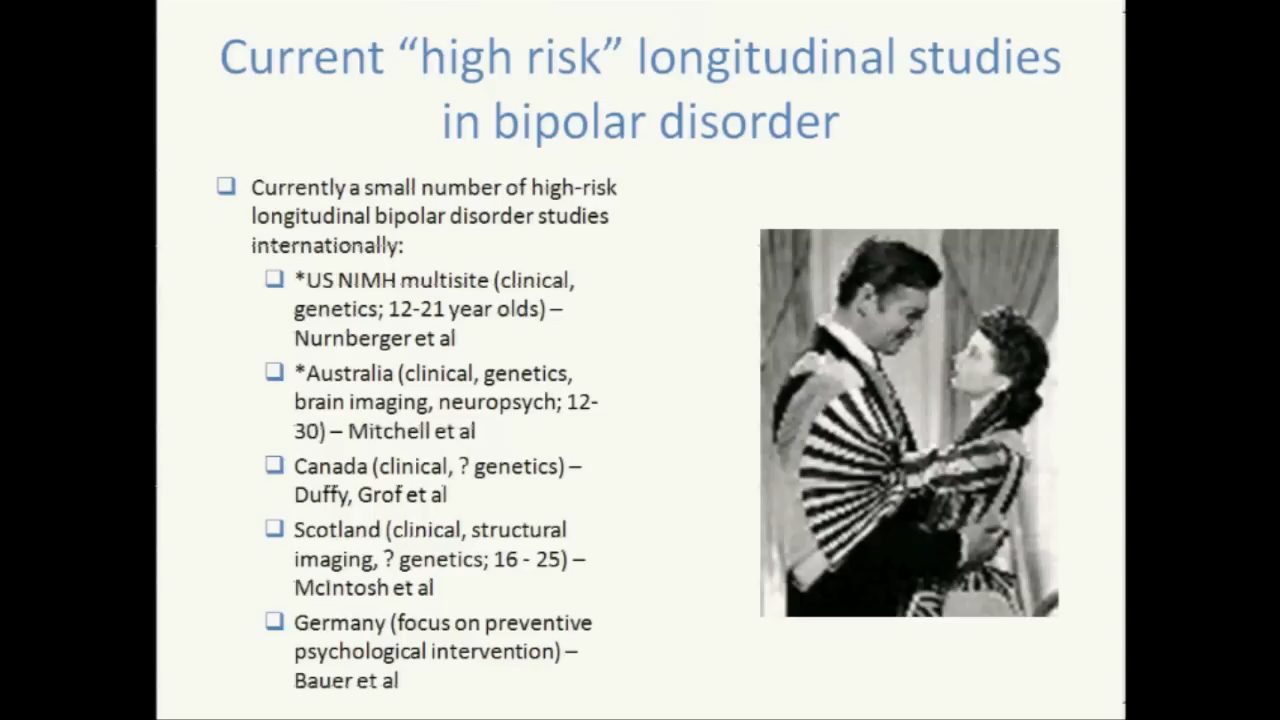 Current “high risk” longitudinal studies
in bipolar disorder
Currently a small number of high-risk
longitudinal bipolar disorder studies
internationally:
*US NIMH multisite (clinical,
genetics; 12-21 year olds) –
Nurnberger et al
*Australia (clinical, genetics,
brain imaging, neuropsych; 12-
30) – Mitchell et al
Canada (clinical, ? genetics) –
Duffy, Grof et al
Scotland (clinical, structural
imaging, ? genetics; 16 - 25) –
McIntosh et al
Germany (focus on preventive
psychological intervention) –
Bauer et al